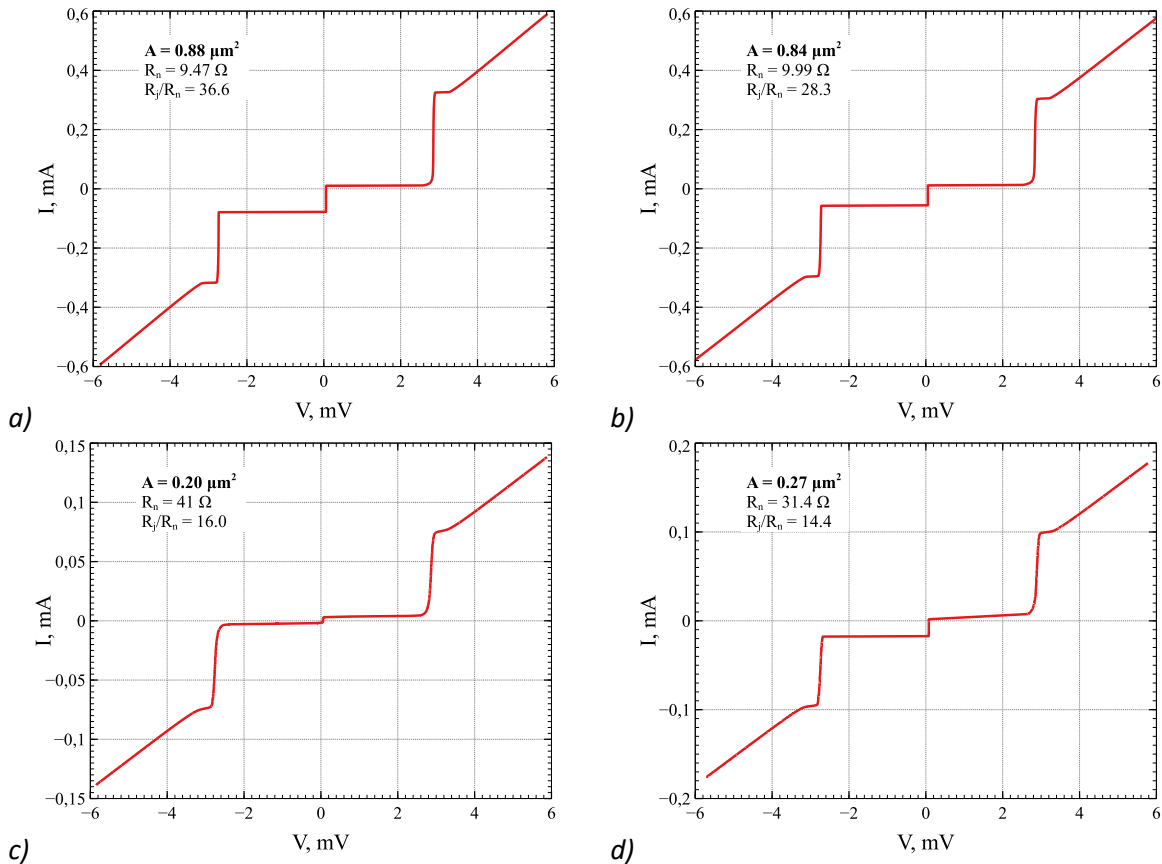 0,6
0,4
0,2
0
−0,2
−0,4
−0,6
I, mA
A = 0.88 μm²
Rₙ = 9.47 Ω
Rⱼ/Rₙ = 36.6
−6 −4 −2 0 2 4 6
V, mV
a)
0,6
0,4
0,2
0
−0,2
−0,4
−0,6
I, mA
A = 0.84 μm²
Rₙ = 9.99 Ω
Rⱼ/Rₙ = 28.3
−6 −4 −2 0 2 4 6
V, mV
b)
0,15
0,1
0,05
0
−0,05
−0,1
−0,15
I, mA
A = 0.20 μm²
Rₙ = 41 Ω
Rⱼ/Rₙ = 16.0
−6 −4 −2 0 2 4 6
V, mV
c)
0,2
0,1
0
−0,1
−0,2
I, mA
A = 0.27 μm²
Rₙ = 31.4 Ω
Rⱼ/Rₙ = 14.4
−6 −4 −2 0 2 4 6
V, mV
d)